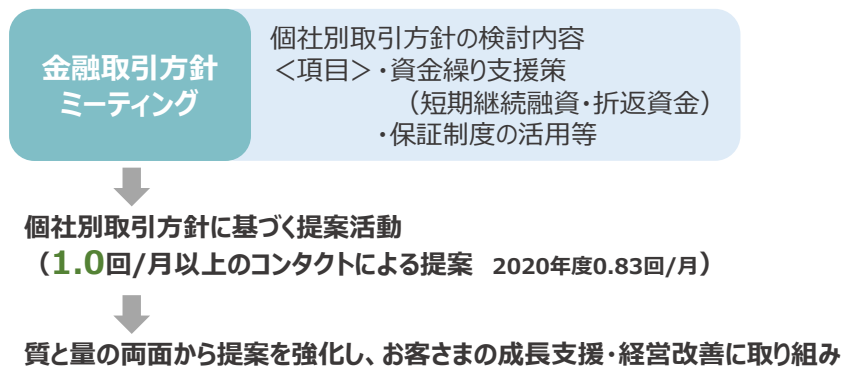 金融取引方針
ミーティング
個社別取引方針の検討内容
＜項目＞・資金繰り支援策
（短期継続融資・折返資金）
・保証制度の活用等
個社別取引方針に基づく提案活動
（1.0回/月以上のコンタクトによる提案　2020年度0.83回/月）
質と量の両面から提案を強化し、お客さまの成長支援・経営改善に取り組み